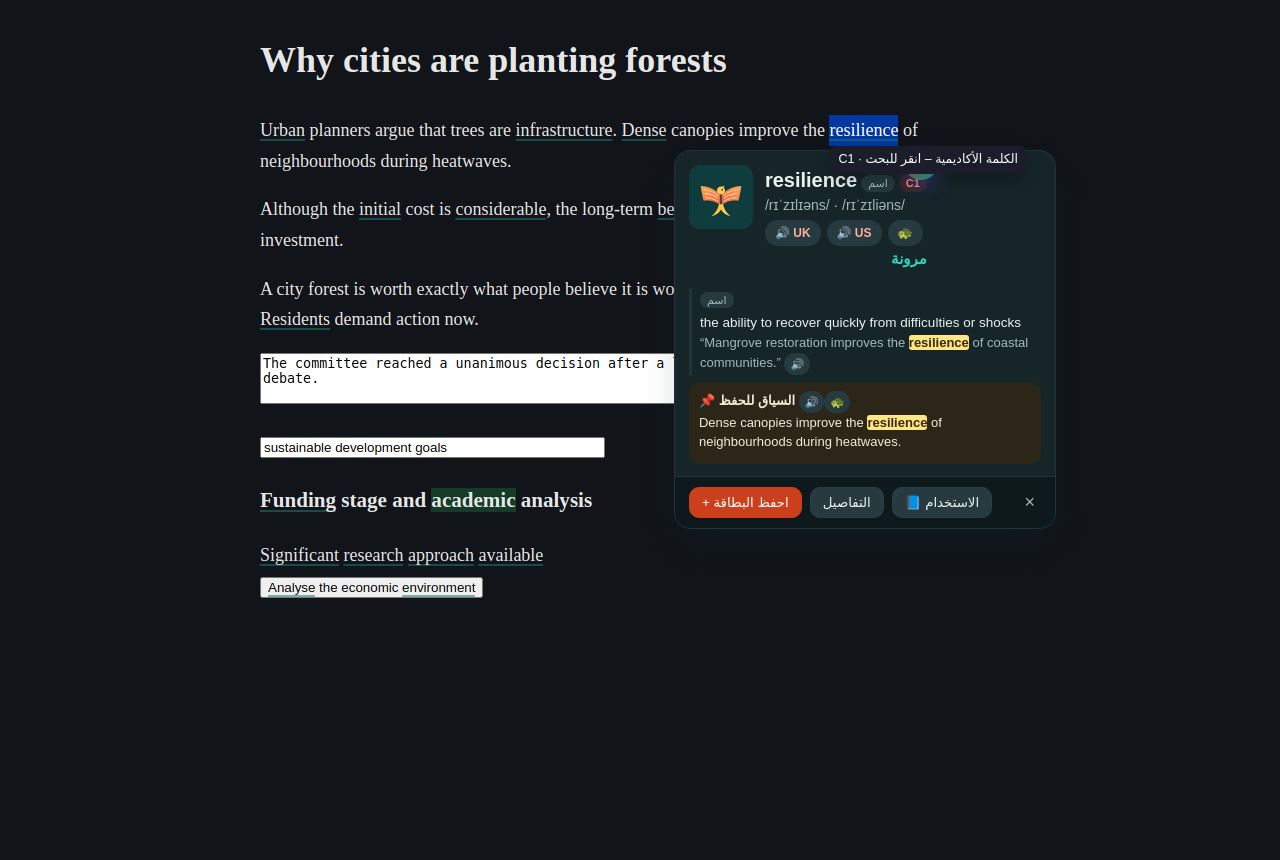 Why cities are planting forests
Urban planners argue that trees are infrastructure. Dense canopies improve the resilience of
neighbourhoods during heatwaves.
Although the initial cost is considerable, the long-term be
investment.
A city forest is worth exactly what people believe it is wo
Residents demand action now.
The committee reached a unanimous decision after a
debate.
sustainable development goals
Funding stage and academic analysis
Significant research approach available
Analyse the economic environment
الكلمة الأكاديمية – انقر للبحث · C1
resilience اسم C1
/rɪˈzɪlɪəns/ · /rɪˈzɪliəns/
🔊 UK 🔊 US 🐢
مرونة
اسم
the ability to recover quickly from difficulties or shocks
“Mangrove restoration improves the resilience of coastal
communities.” 🔊
📌 السياق للحفظ 🔊 🐢
Dense canopies improve the resilience of
neighbourhoods during heatwaves.
احفظ البطاقة + التفاصيل الاستخدام 📘 ×